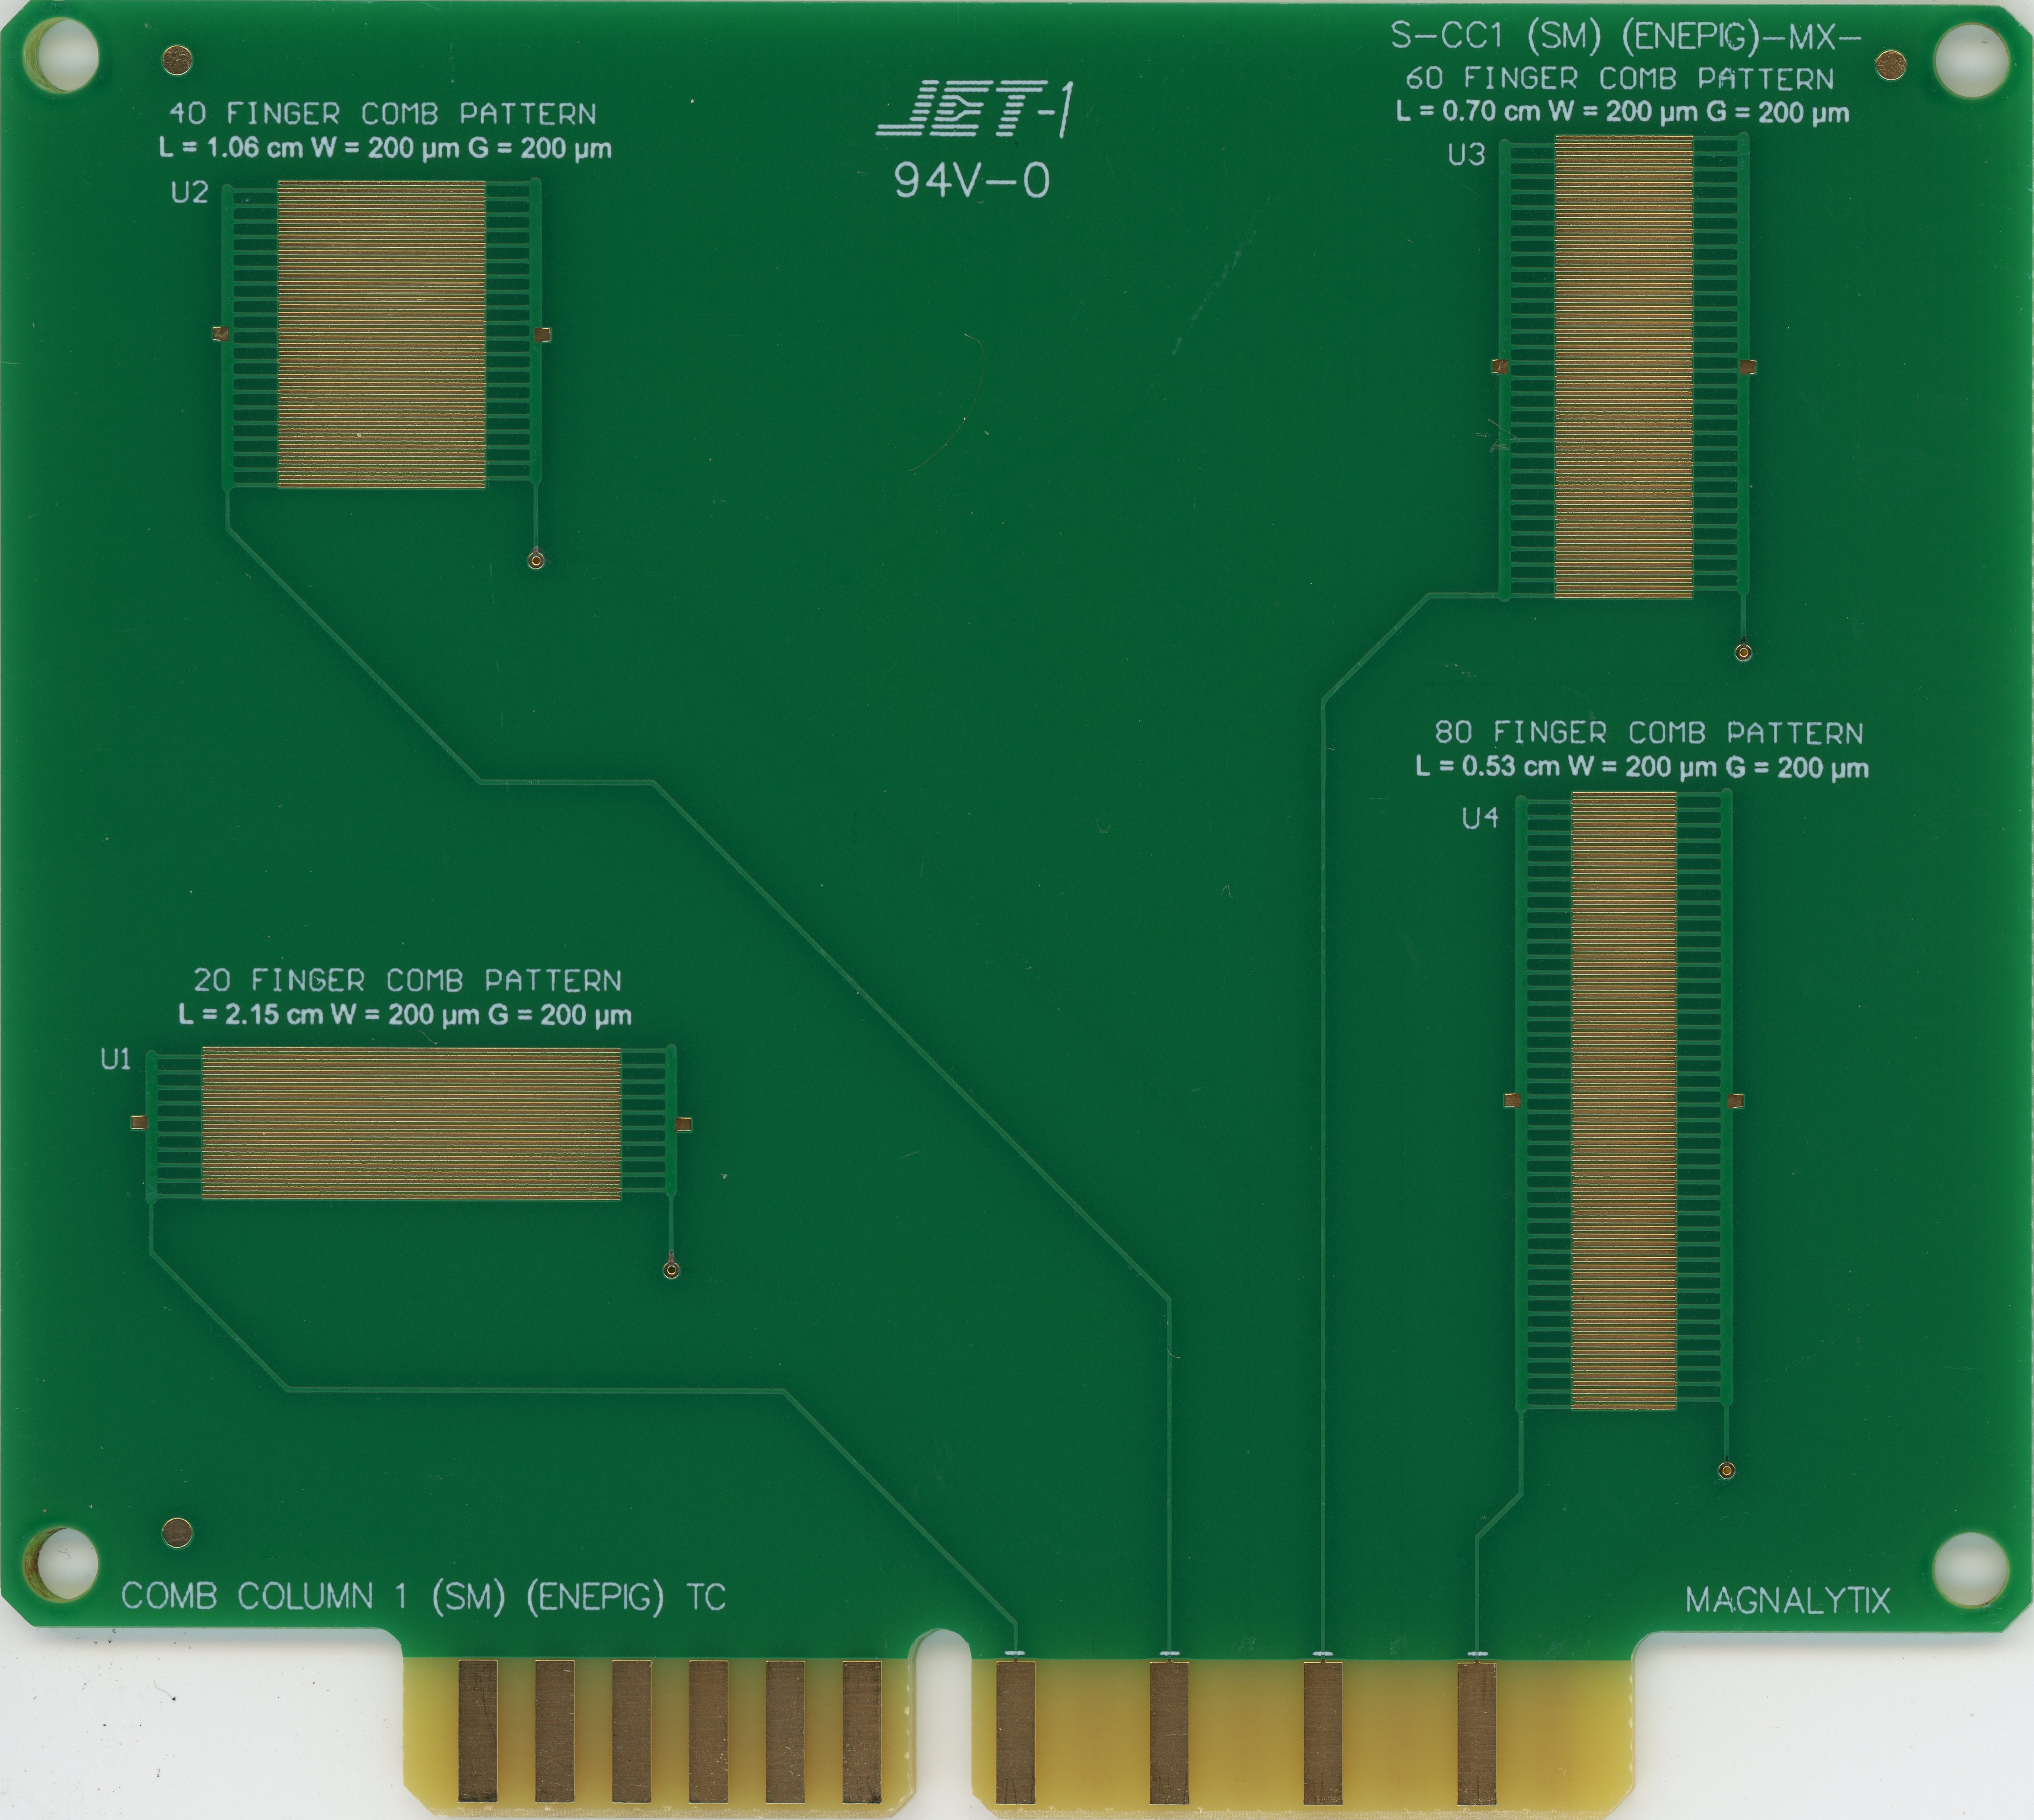 S-CC1 (SM) (ENEPIG)-MX-
60 FINGER COMB PATTERN
L = 0.70 cm W = 200 µm G = 200 µm
U3
40 FINGER COMB PATTERN
L = 1.06 cm W = 200 µm G = 200 µm
U2
JET-1
94V-0
80 FINGER COMB PATTERN
L = 0.53 cm W = 200 µm G = 200 µm
U4
20 FINGER COMB PATTERN
L = 2.15 cm W = 200 µm G = 200 µm
U1
COMB COLUMN 1 (SM) (ENEPIG) TC
MAGNALYTIX